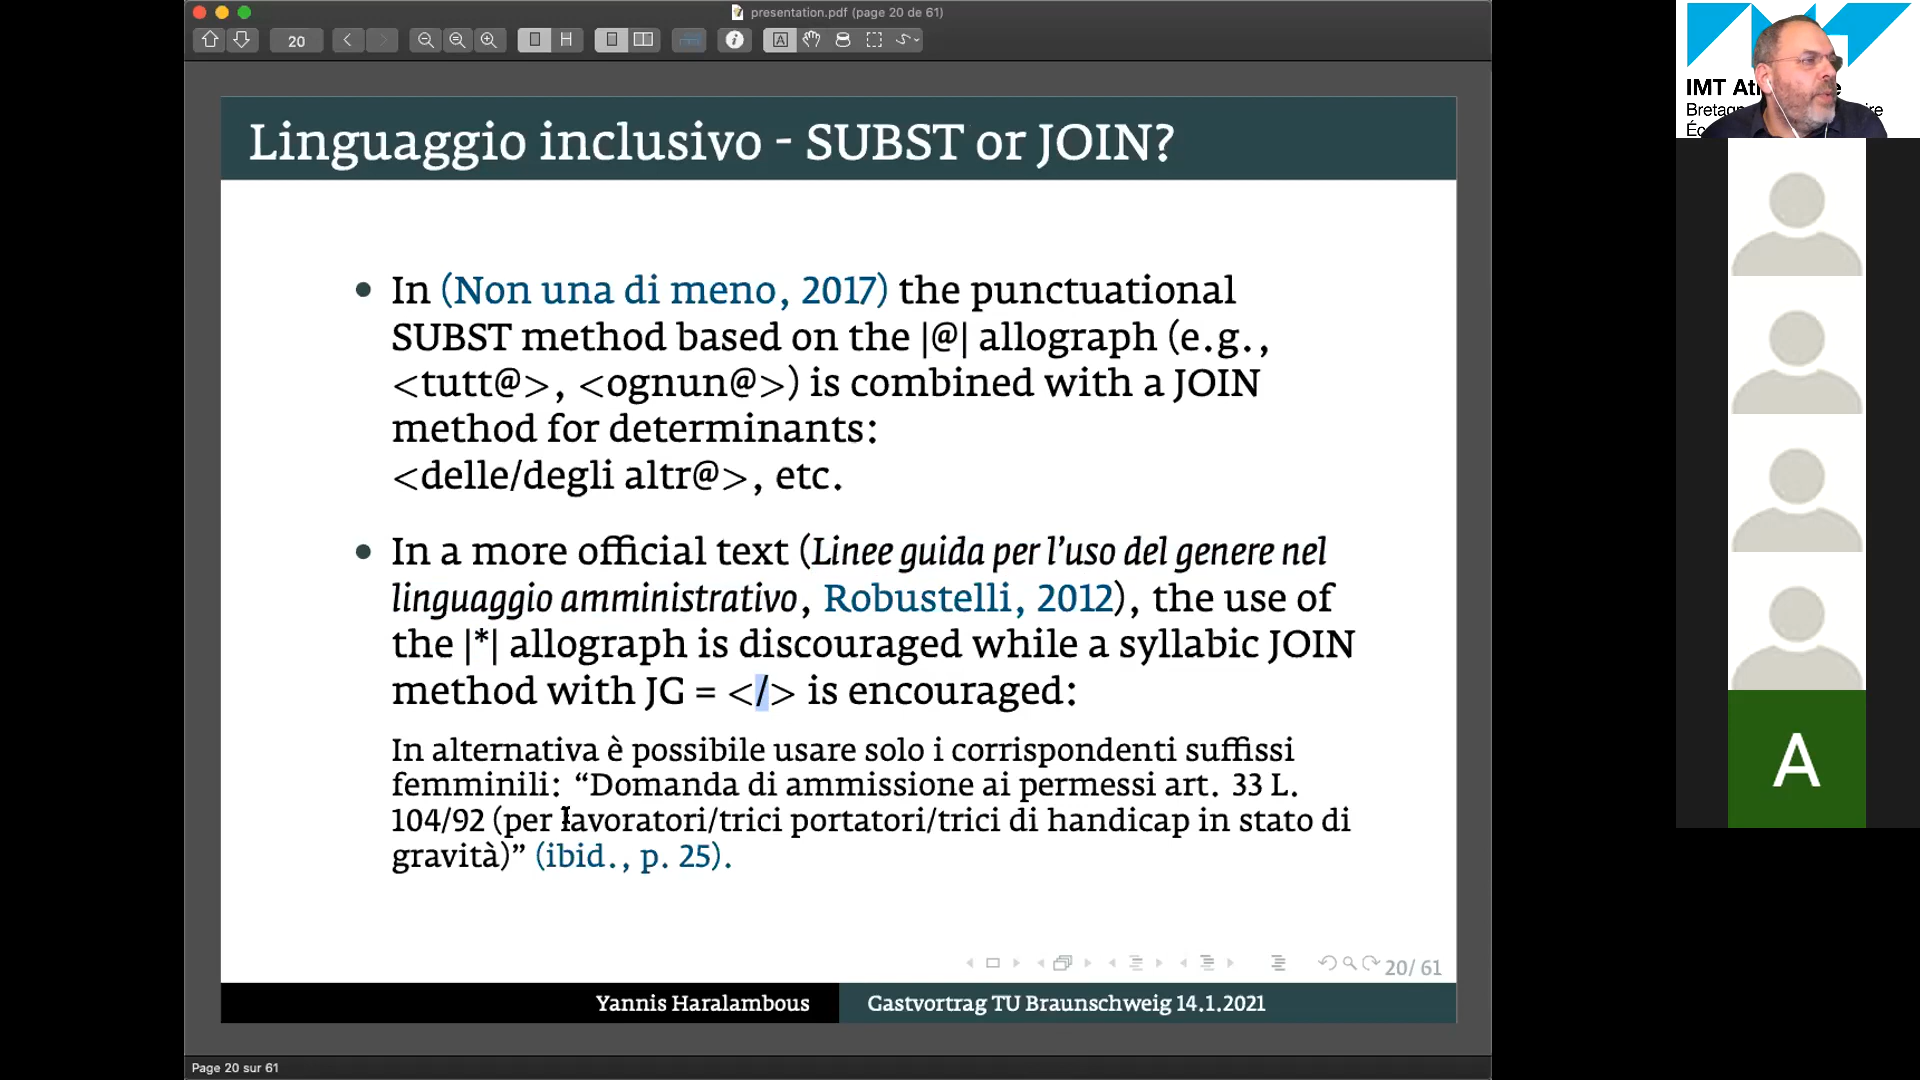 presentation.pdf (page 20 de 61)
20
Linguaggio inclusivo - SUBST or JOIN?
• In (Non una di meno, 2017) the punctuational
SUBST method based on the |@| allograph (e.g.,
<tutt@>, <ognun@>) is combined with a JOIN
method for determinants:
<delle/degli altr@>, etc.
• In a more official text (Linee guida per l’uso del genere nel
linguaggio amministrativo, Robustelli, 2012), the use of
the |*| allograph is discouraged while a syllabic JOIN
method with JG = </> is encouraged:
In alternativa è possibile usare solo i corrispondenti suffissi
femminili: “Domanda di ammissione ai permessi art. 33 L.
104/92 (per lavoratori/trici portatori/trici di handicap in stato di
gravità)” (ibid., p. 25).
20/ 61
Yannis Haralambous
Gastvortrag TU Braunschweig 14.1.2021
Page 20 sur 61
IMT
A